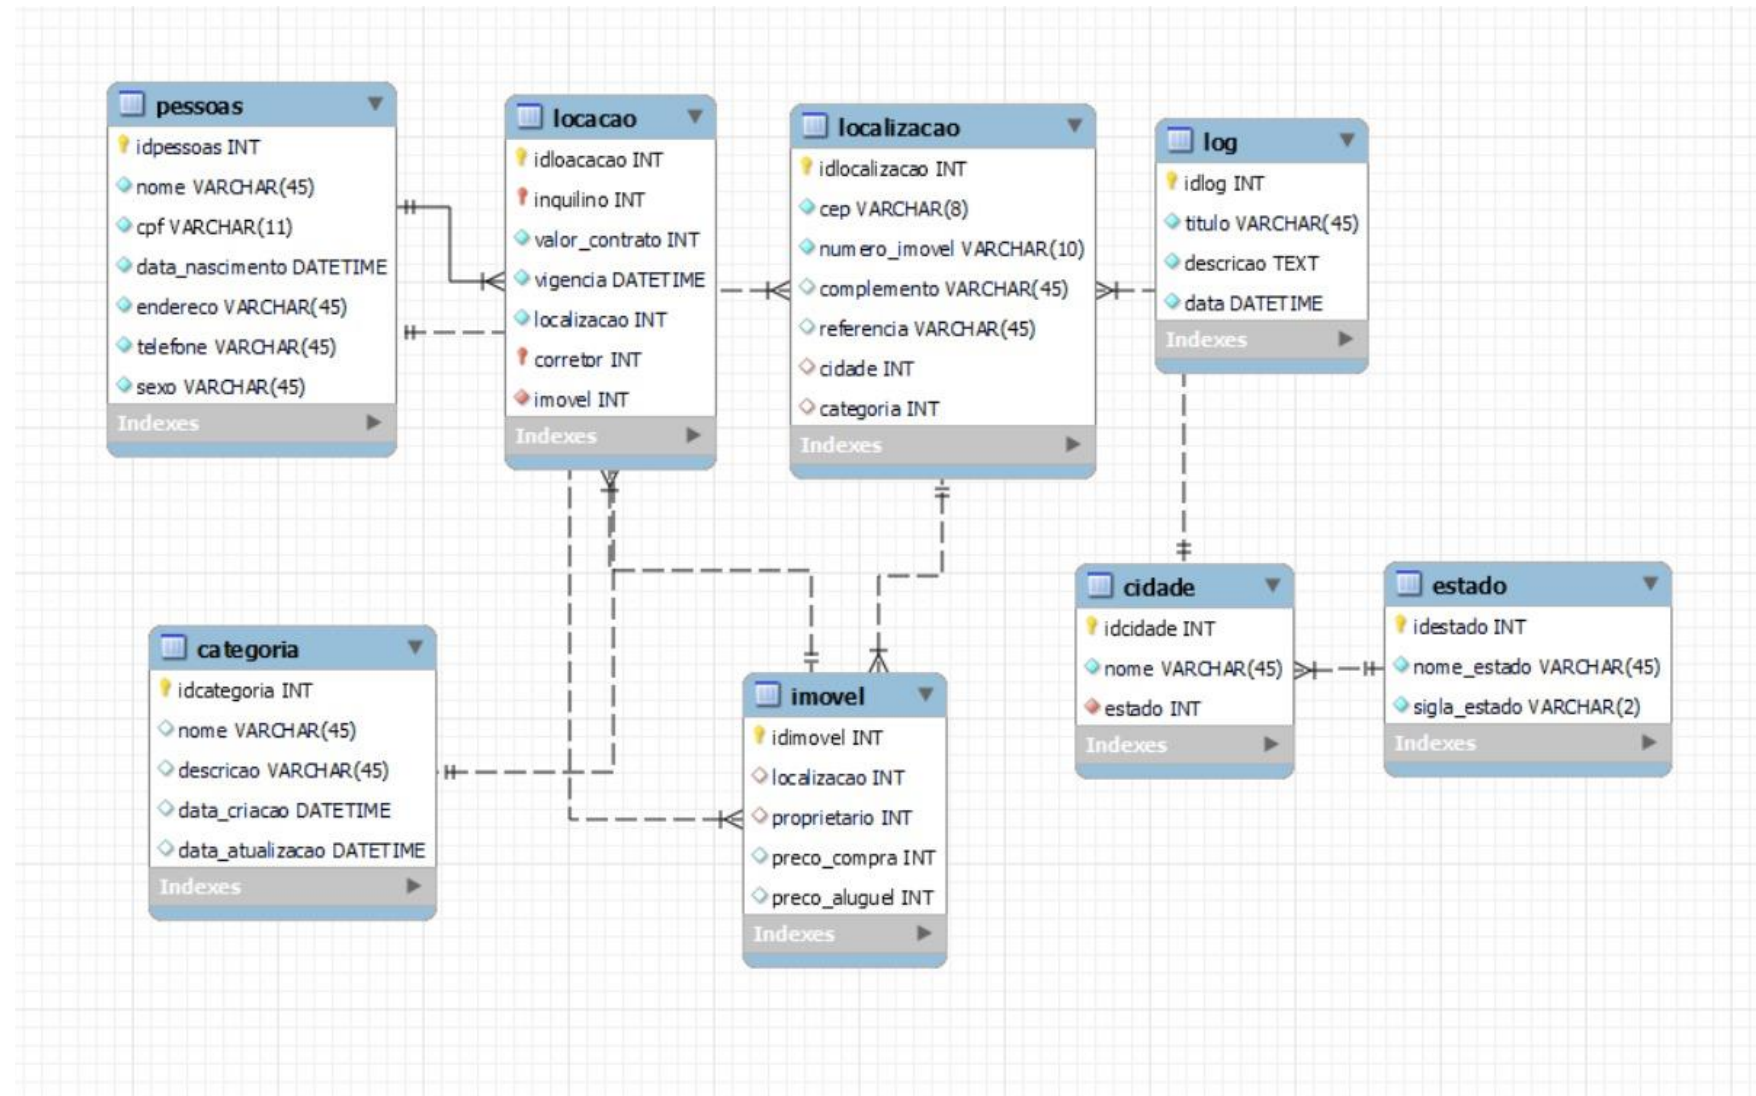 pessoas
idpessoas INT
nome VARCHAR(45)
cpf VARCHAR(11)
data_nascimento DATETIME
endereco VARCHAR(45)
telefone VARCHAR(45)
sexo VARCHAR(45)
Indexes
locacao
idloacacao INT
inquilino INT
valor_contrato INT
vigencia DATETIME
localizacao INT
corretor INT
imovel INT
Indexes
localizacao
idlocalizacao INT
cep VARCHAR(8)
numero_imovel VARCHAR(10)
complemento VARCHAR(45)
referencia VARCHAR(45)
cidade INT
categoria INT
Indexes
log
idlog INT
titulo VARCHAR(45)
descricao TEXT
data DATETIME
Indexes
categoria
idcategoria INT
nome VARCHAR(45)
descricao VARCHAR(45)
data_criacao DATETIME
data_atualizacao DATETIME
Indexes
imovel
idimovel INT
localizacao INT
proprietario INT
preco_compra INT
preco_aluguel INT
Indexes
cidade
idcidade INT
nome VARCHAR(45)
estado INT
Indexes
estado
idestado INT
nome_estado VARCHAR(45)
sigla_estado VARCHAR(2)
Indexes